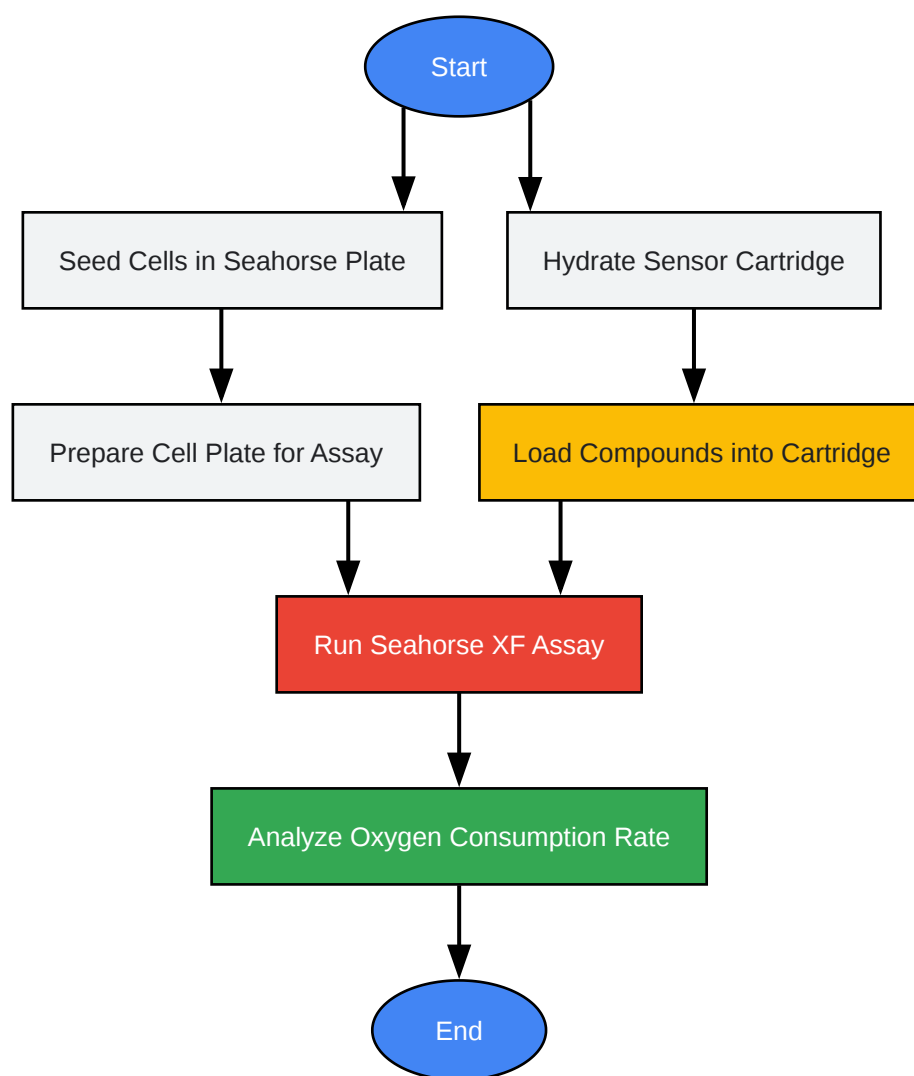 Start
Seed Cells in Seahorse Plate
Hydrate Sensor Cartridge
Prepare Cell Plate for Assay
Load Compounds into Cartridge
Run Seahorse XF Assay
Analyze Oxygen Consumption Rate
End